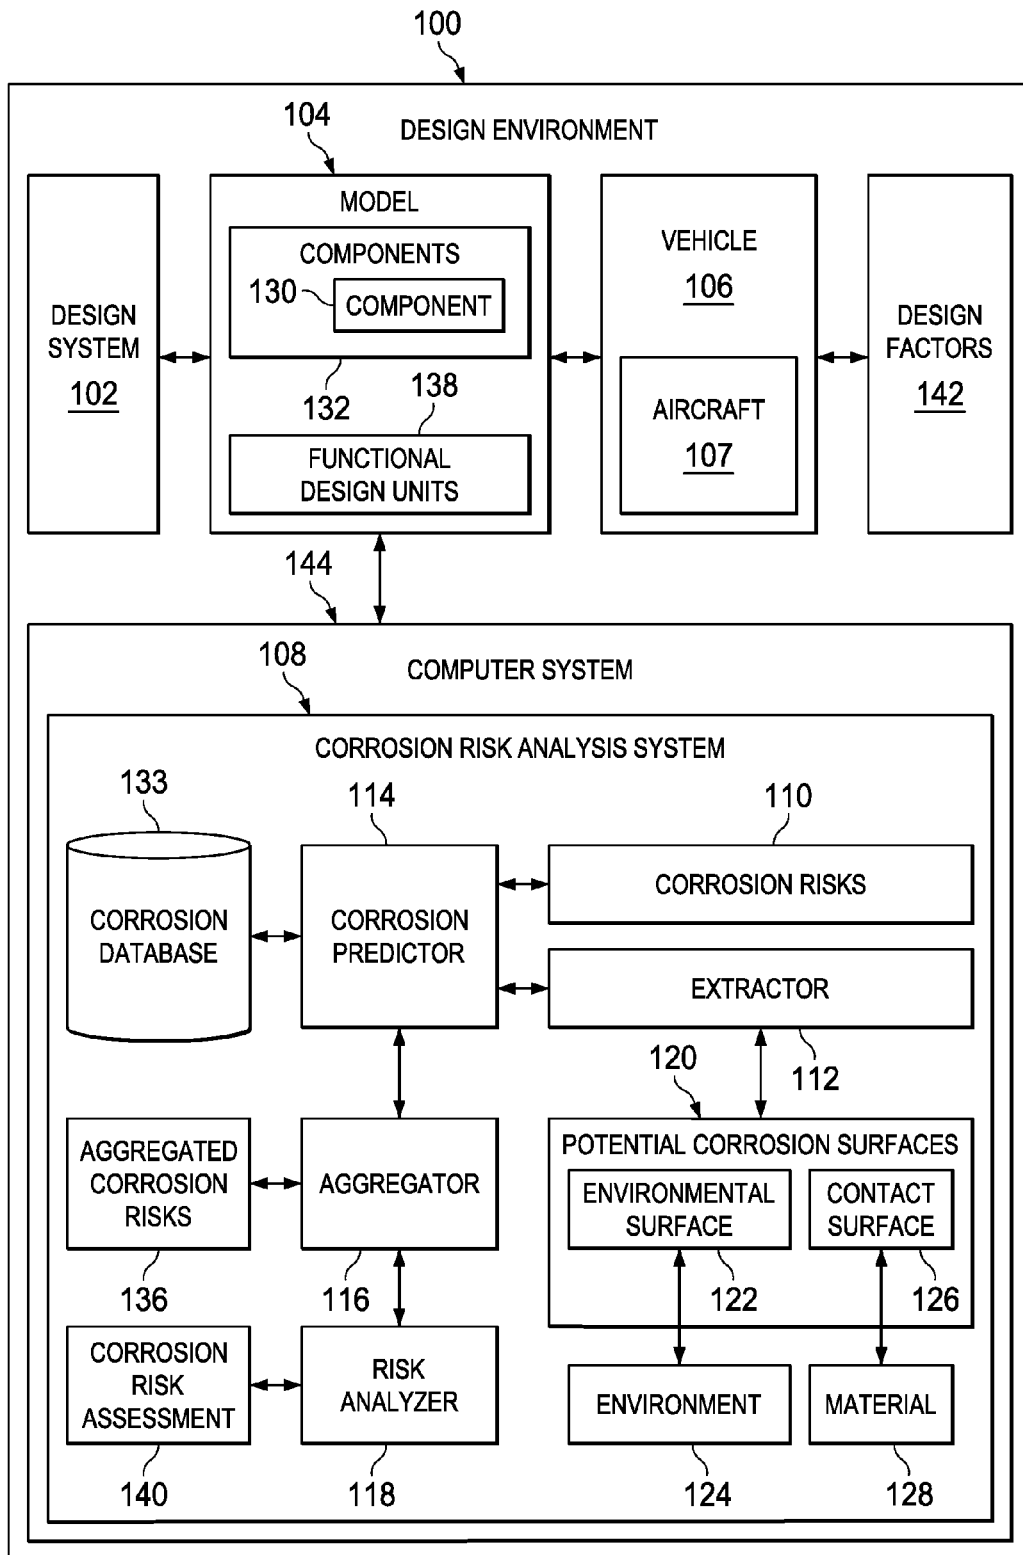 100
DESIGN ENVIRONMENT
DESIGN
SYSTEM
102
104
MODEL
COMPONENTS
130
COMPONENT
132
138
FUNCTIONAL
DESIGN UNITS
VEHICLE
106
AIRCRAFT
107
DESIGN
FACTORS
142
144
COMPUTER SYSTEM
108
CORROSION RISK ANALYSIS SYSTEM
133
CORROSION
DATABASE
114
CORROSION
PREDICTOR
110
CORROSION RISKS
EXTRACTOR
112
120
AGGREGATED
CORROSION
RISKS
136
AGGREGATOR
116
POTENTIAL CORROSION SURFACES
ENVIRONMENTAL
SURFACE
122
CONTACT
SURFACE
126
CORROSION
RISK
ASSESSMENT
140
RISK
ANALYZER
118
ENVIRONMENT
124
MATERIAL
128